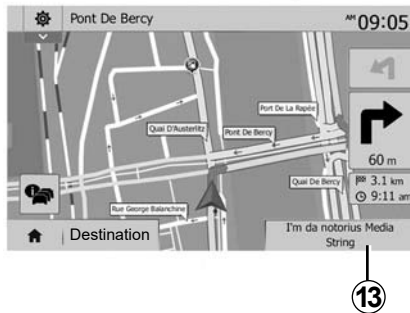 Pont De Bercy
AM 09:05
Port De La Rapée
Quai D'Austerlitz
Pont De Bercy
60 m
Quai De Bercy
3.1 km
9:11 am
Rue George Balanchine
Destination
I'm da notorius Media
String
13